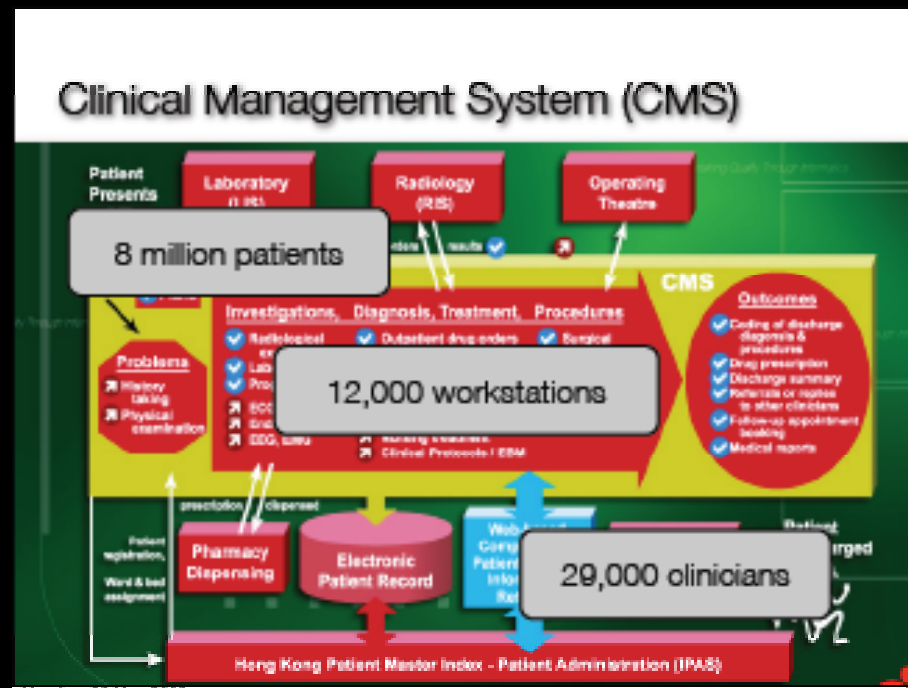 Clinical Management System (CMS)
Patient
Presents
Laboratory
Radiology
(RIS)
Operating
Theatre
8 million patients
results
CMS
Investigations, Diagnosis, Treatment, Procedures
Radiological
Outpatient drug orders
Surgical
12,000 workstations
Clinical Protocols / EBM
Problems
History
taking
Physical
examination
Outcomes
Coding of discharge
diagnosis &
procedures
Drug prescription
Discharge summary
Referrals or replies
to other clinicians
Follow-up appointment
booking
Medical reports
prescription dispensed
Patient
registration,
Ward & bed
assignment
Pharmacy
Dispensing
Electronic
Patient Record
29,000 clinicians
Hong Kong Patient Master Index - Patient Administration (IPAS)